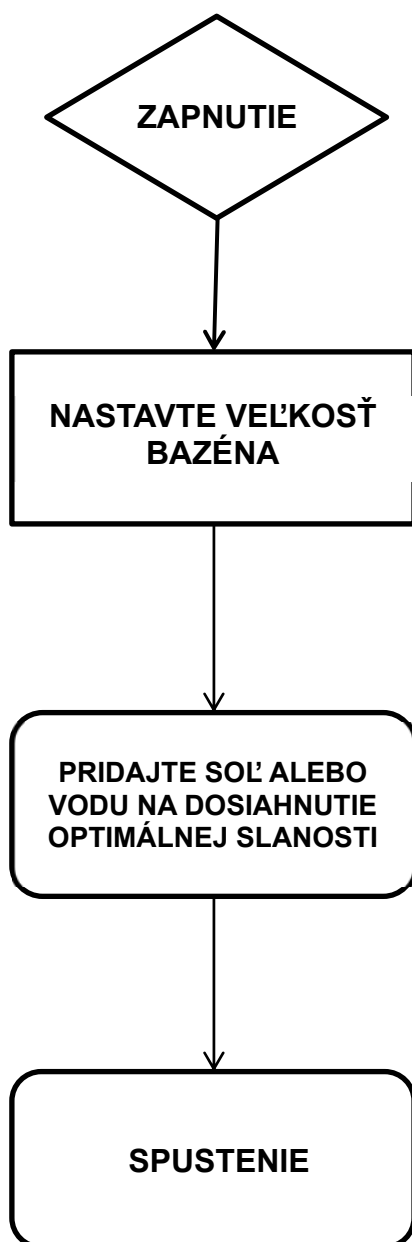 ZAPNUTIE
NASTAVTE VEĽKOSŤ
BAZÉNA
PRIDAJTE SOĽ ALEBO
VODU NA DOSIAHNUTIE
OPTIMÁLNEJ SLANOSTI
SPUSTENIE